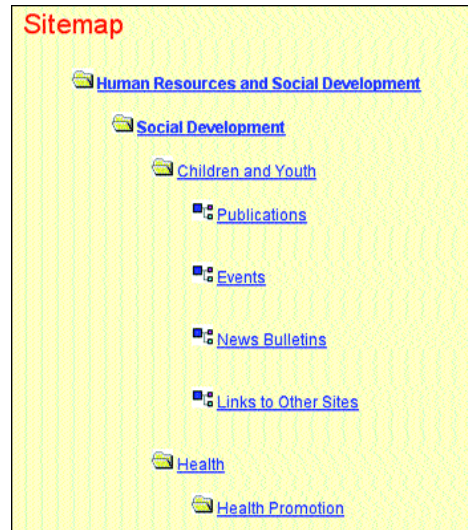 Sitemap
Human Resources and Social Development
Social Development
Children and Youth
Publications
Events
News Bulletins
Links to Other Sites
Health
Health Promotion